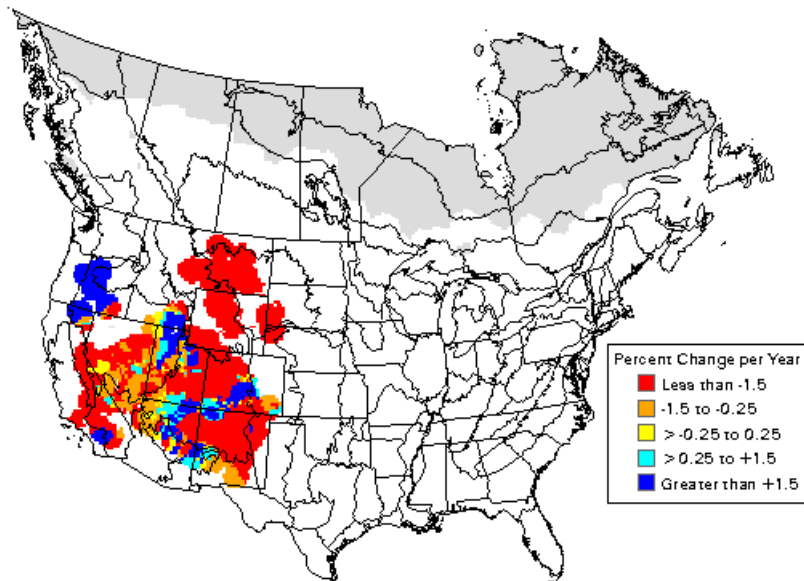 Percent Change per Year
Less than -1.5
-1.5 to -0.25
> -0.25 to 0.25
> 0.25 to +1.5
Greater than +1.5